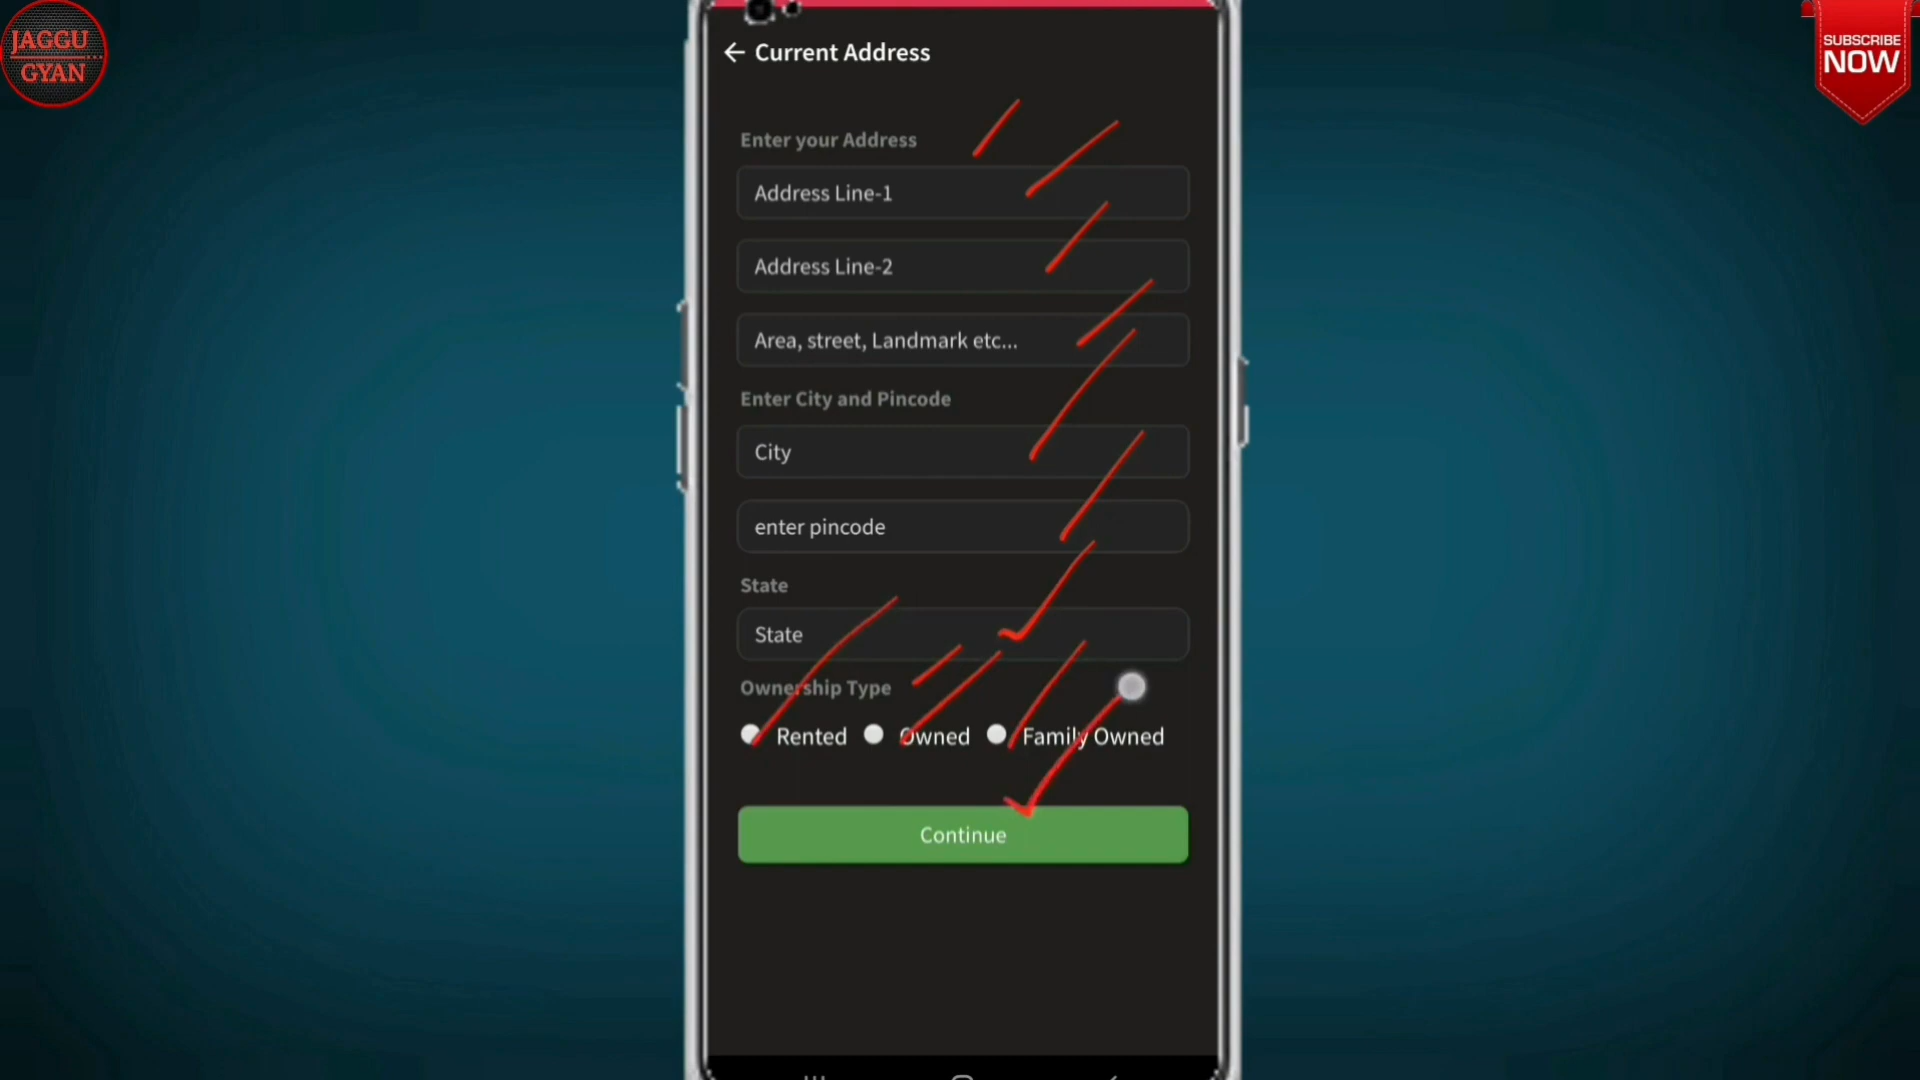 JAGGU
GYAN
SUBSCRIBE
NOW
Current Address
Enter your Address
Address Line-1
Address Line-2
Area, street, Landmark etc...
Enter City and Pincode
City
enter pincode
State
State
Ownership Type
Rented Owned Family Owned
Continue